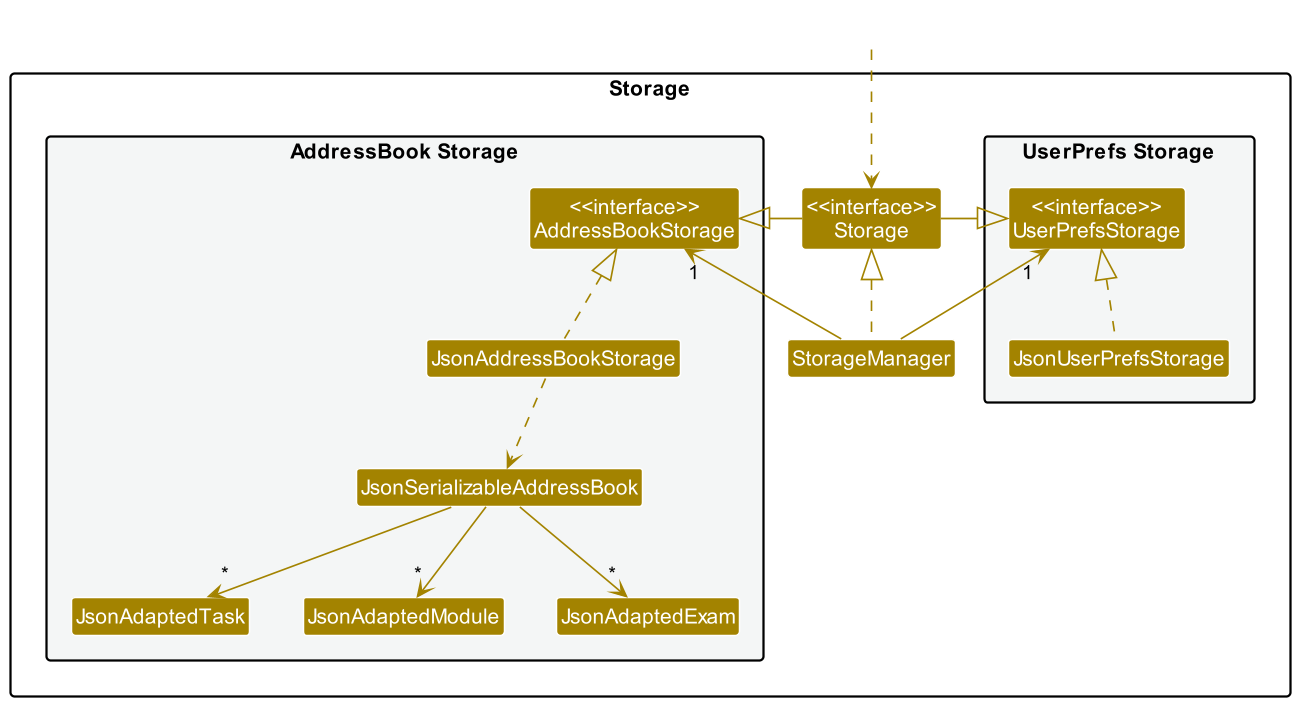 Storage
AddressBook Storage
UserPrefs Storage
<<interface>>
AddressBookStorage
<<interface>>
Storage
<<interface>>
UserPrefsStorage
1
1
JsonAddressBookStorage
StorageManager
JsonUserPrefsStorage
JsonSerializableAddressBook
*
*
*
JsonAdaptedTask
JsonAdaptedModule
JsonAdaptedExam